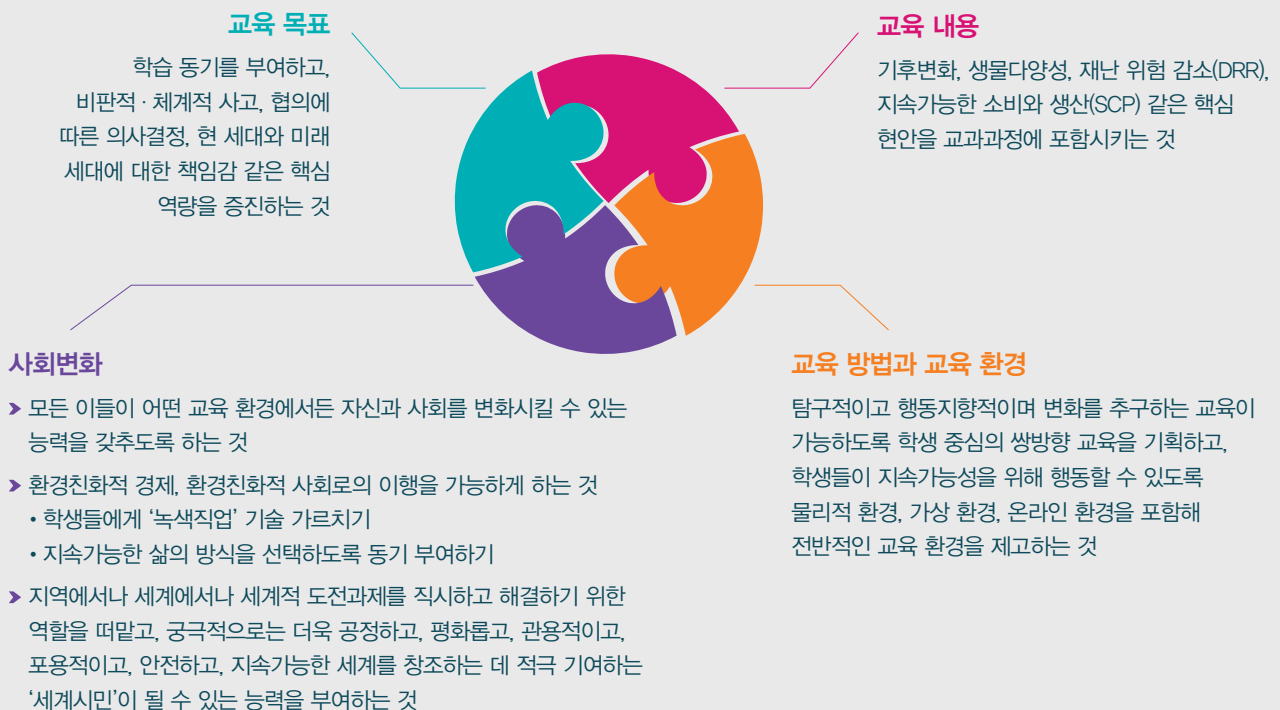 교육 목표
학습 동기를 부여하고,
비판적 · 체계적 사고, 협의에
따른 의사결정, 현 세대와 미래
세대에 대한 책임감 같은 핵심
역량을 증진하는 것
교육 내용
기후변화, 생물다양성, 재난 위험 감소(DRR),
지속가능한 소비와 생산(SCP) 같은 핵심
현안을 교과과정에 포함시키는 것
사회변화
모든 이들이 어떤 교육 환경에서든 자신과 사회를 변화시킬 수 있는
능력을 갖추도록 하는 것
환경친화적 경제, 환경친화적 사회로의 이행을 가능하게 하는 것
• 학생들에게 ‘녹색직업’ 기술 가르치기
• 지속가능한 삶의 방식을 선택하도록 동기 부여하기
지역에서나 세계에서나 세계적 도전과제를 직시하고 해결하기 위한
역할을 떠맡고, 궁극적으로는 더욱 공정하고, 평화롭고, 관용적이고,
포용적이고, 안전하고, 지속가능한 세계를 창조하는 데 적극 기여하는
‘세계시민’이 될 수 있는 능력을 부여하는 것
교육 방법과 교육 환경
탐구적이고 행동지향적이며 변화를 추구하는 교육이
가능하도록 학생 중심의 쌍방향 교육을 기획하고,
학생들이 지속가능성을 위해 행동할 수 있도록
물리적 환경, 가상 환경, 온라인 환경을 포함해
전반적인 교육 환경을 제고하는 것